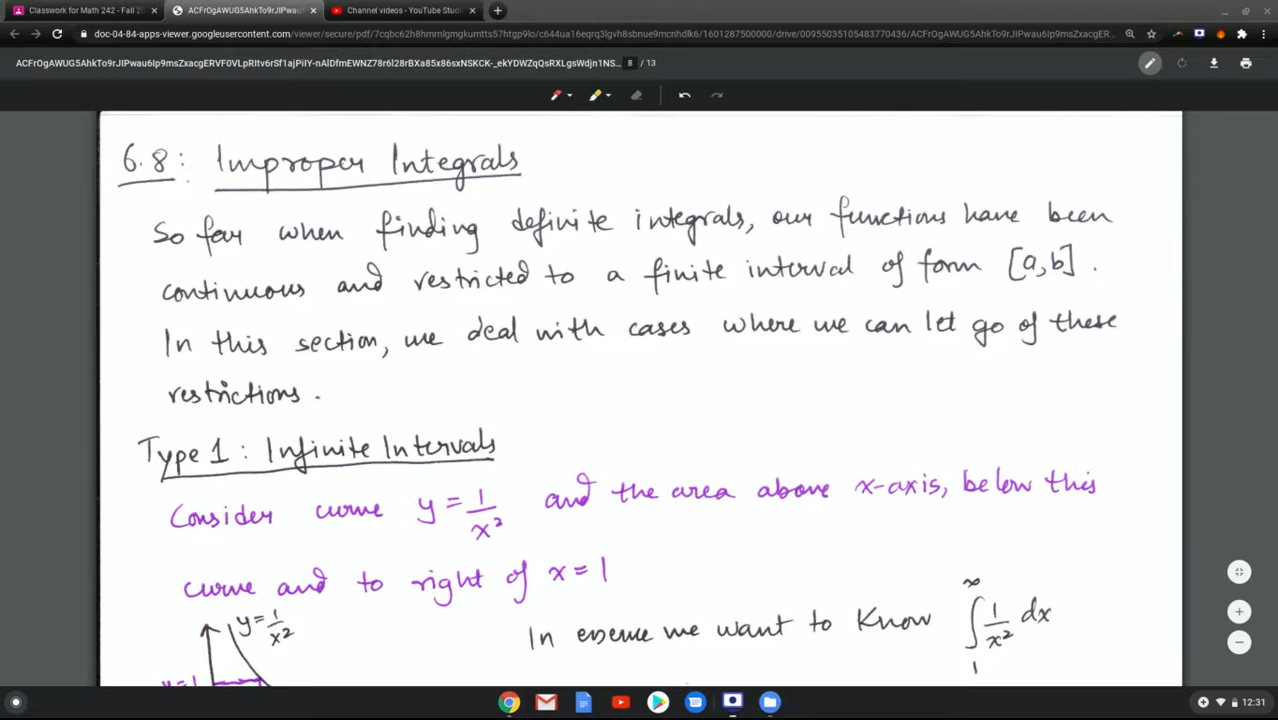 Classwork for Math 242 - Fall 2
ACFrOgAWUG5AhkTo9rJIPwau
Channel videos - YouTube Studi
6.8: Improper Integrals
8 / 13
So far when finding definite integrals, our functions have been
continuous and restricted to a finite interval of form [a,b].
In this section, we deal with cases where we can let go of these
restrictions.
Type 1: Infinite Intervals
Consider curve y = 1/x² and the area above x-axis, below this
curve and to right of x = 1
y = 1/x²
In essence we want to know ∫₁^∞ 1/x² dx
y=1
12:31